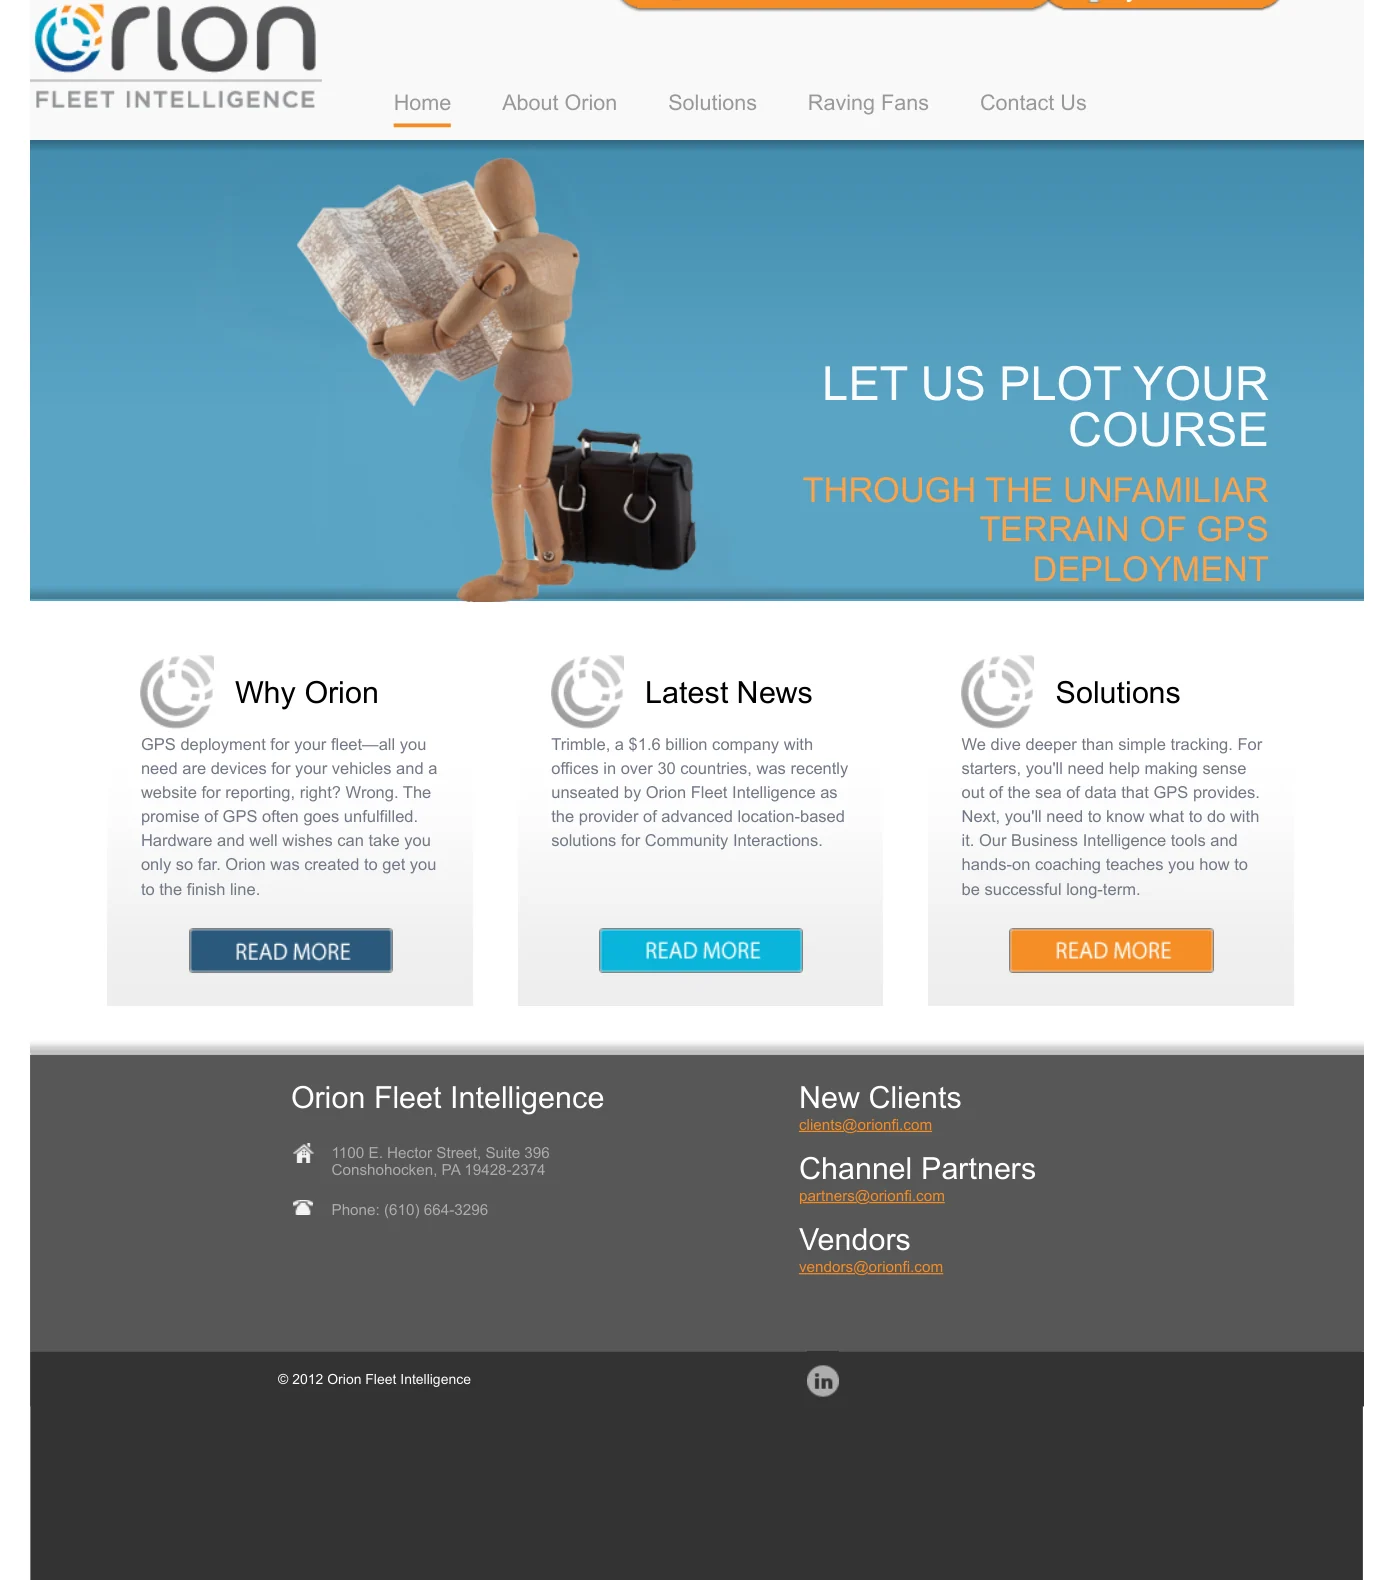 orion
FLEET INTELLIGENCE
Home
About Orion
Solutions
Raving Fans
Contact Us
LET US PLOT YOUR
COURSE
THROUGH THE UNFAMILIAR
TERRAIN OF GPS
DEPLOYMENT
Why Orion
GPS deployment for your fleet—all you
need are devices for your vehicles and a
website for reporting, right? Wrong. The
promise of GPS often goes unfulfilled.
Hardware and well wishes can take you
only so far. Orion was created to get you
to the finish line.
READ MORE
Latest News
Trimble, a $1.6 billion company with
offices in over 30 countries, was recently
unseated by Orion Fleet Intelligence as
the provider of advanced location-based
solutions for Community Interactions.
READ MORE
Solutions
We dive deeper than simple tracking. For
starters, you'll need help making sense
out of the sea of data that GPS provides.
Next, you'll need to know what to do with
it. Our Business Intelligence tools and
hands-on coaching teaches you how to
be successful long-term.
READ MORE
Orion Fleet Intelligence
1100 E. Hector Street, Suite 396
Conshohocken, PA 19428-2374
Phone: (610) 664-3296
New Clients
clients@orionfi.com
Channel Partners
partners@orionfi.com
Vendors
vendors@orionfi.com
© 2012 Orion Fleet Intelligence
in